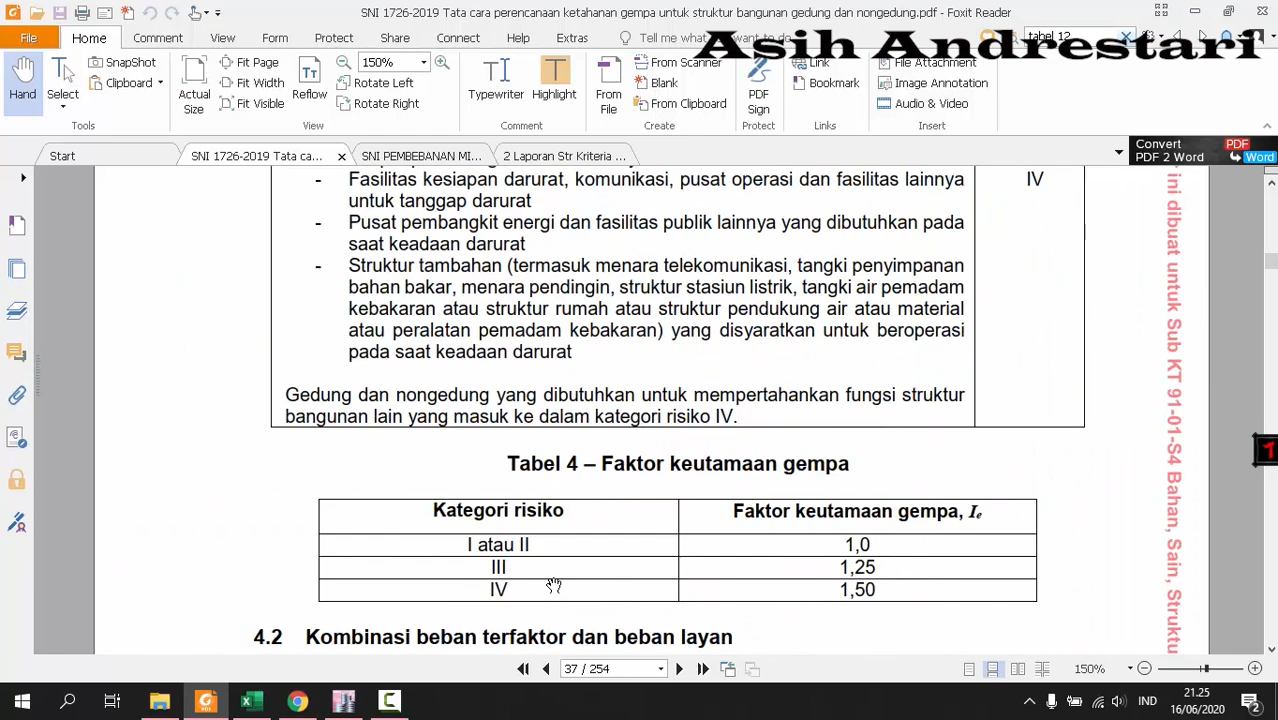 SNI 1726-2019 Tata cara perencanaan ketahanan gempa untuk struktur bangunan gedung dan nongedung.pdf - Foxit Reader
File Home Comment View Form Protect Share Connect Help Extras Tell me what you want to do... tabel 12
Asih Andrestari
Hand
Select
SnapShot
Clipboard
Tools
Actual Size
Fit Page
Fit Width
Fit Visible
Reflow
150%
Rotate Left
Rotate Right
View
Typewriter
Highlight
Comment
From File
From Scanner
Blank
From Clipboard
Create
PDF Sign
Protect
Link
Bookmark
Links
File Attachment
Image Annotation
Audio & Video
Insert
Start SNI 1726-2019 Tata ca... SNI PEMBEBANAN MI... 2 Laporan Str Kriteria ...
Convert PDF
PDF 2 Word Word
- Fasilitas kesiapan darurat, komunikasi, pusat operasi dan fasilitas lainnya IV
untuk tanggap darurat
- Pusat pembangkit energi dan fasilitas publik lainnya yang dibutuhkan pada
saat keadaan darurat
- Struktur tambahan (termasuk menara telekomunikasi, tangki penyimpanan
bahan bakar, menara pendingin, struktur stasiun listrik, tangki air pemadam
kebakaran atau struktur rumah atau struktur pendukung air atau material
atau peralatan pemadam kebakaran) yang disyaratkan untuk beroperasi
pada saat keadaan darurat
Gedung dan nongedung yang dibutuhkan untuk mempertahankan fungsi struktur
bangunan lain yang masuk ke dalam kategori risiko IV.
Tabel 4 – Faktor keutamaan gempa
Kategori risiko Faktor keutamaan gempa, Ie
I atau II 1,0
III 1,25
IV 1,50
4.2 Kombinasi beban terfaktor dan beban layan
ini dibuat untuk Sub KT 91-01-S4 Bahan, Sain, Struktu
1
37 / 254
150%
IND
21.25
16/06/2020
2